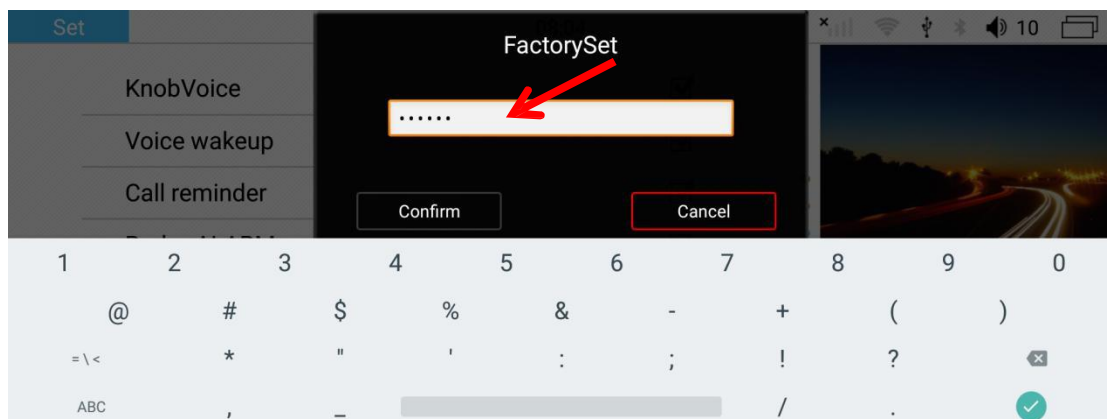 Set
10
FactorySet
KnobVoice
......
Voice wakeup
Call reminder
Confirm Cancel
1 2 3 4 5 6 7 8 9 0
@ # $ % & - + ( )
= \ < * " ' : ; ! ?
ABC , _ / .